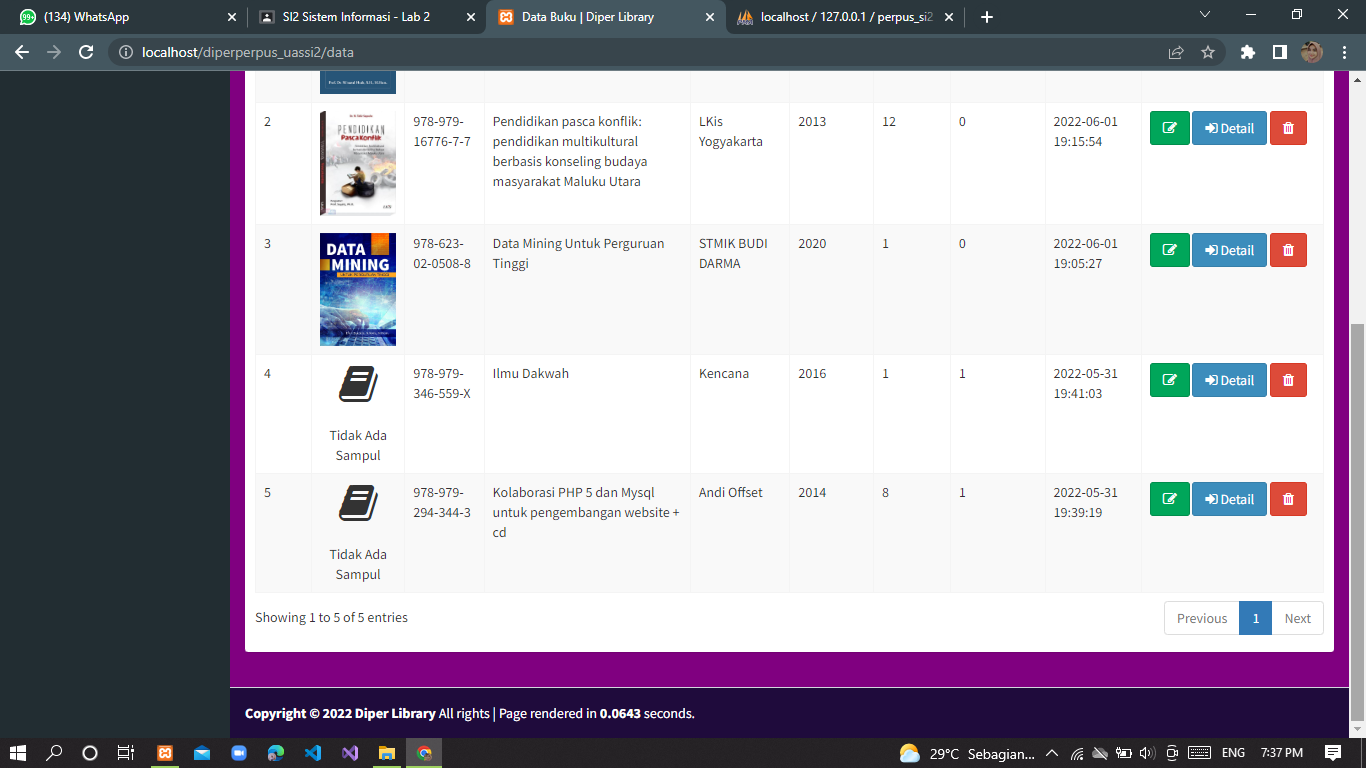 (134) WhatsApp
SI2 Sistem Informasi - Lab 2
Data Buku | Diper Library
localhost / 127.0.0.1 / perpus_si2
localhost/diperperpus_uassi2/data
2
PENDIDIKAN
Pasca Konflik
978-979-
16776-7-7
Pendidikan pasca konflik:
pendidikan multikultural
berbasis konseling budaya
masyarakat Maluku Utara
LKis
Yogyakarta
2013
12
0
2022-06-01
19:15:54
Detail
3
DATA
MINING
978-623-
02-0508-8
Data Mining Untuk Perguruan
Tinggi
STMIK BUDI
DARMA
2020
1
0
2022-06-01
19:05:27
Detail
4
Tidak Ada
Sampul
978-979-
346-559-X
Ilmu Dakwah
Kencana
2016
1
1
2022-05-31
19:41:03
Detail
5
Tidak Ada
Sampul
978-979-
294-344-3
Kolaborasi PHP 5 dan Mysql
untuk pengembangan website +
cd
Andi Offset
2014
8
1
2022-05-31
19:39:19
Detail
Showing 1 to 5 of 5 entries
Previous
1
Next
Copyright © 2022 Diper Library All rights | Page rendered in 0.0643 seconds.
29°C Sebagian...
ENG
7:37 PM